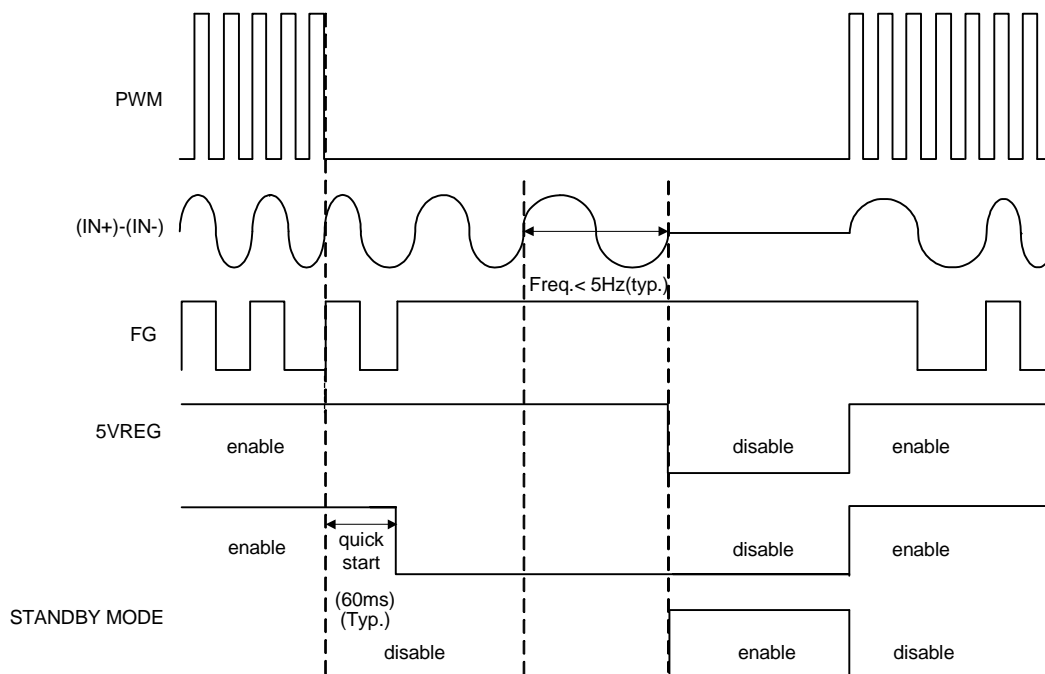 PWM
(IN+)-(IN-)
Freq.< 5Hz(typ.)
FG
5VREG
enable
disable
enable
enable
quick
start
disable
enable
(60ms)
(Typ.)
STANDBY MODE
disable
enable
disable